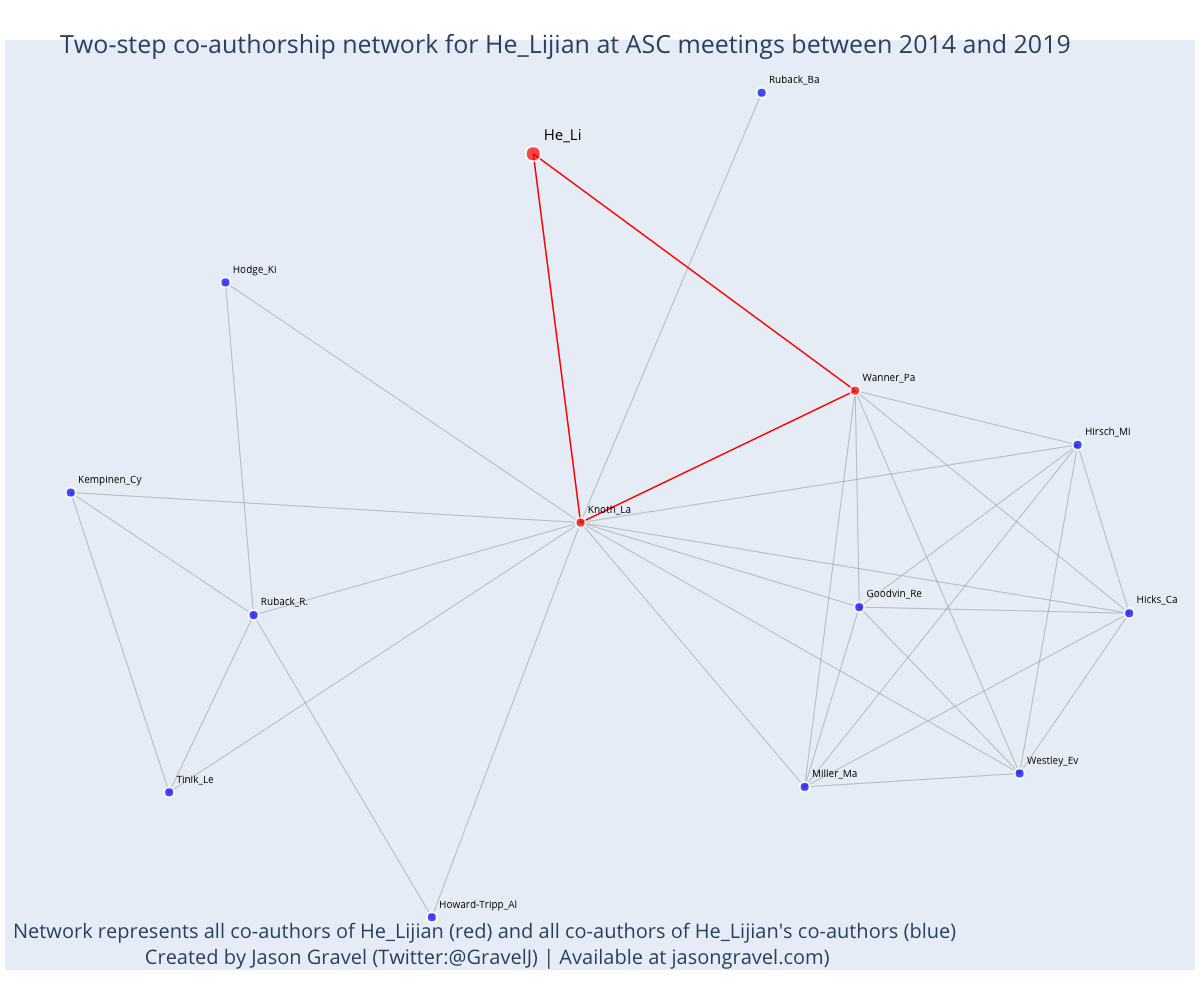 Two-step co-authorship network for He_Lijian at ASC meetings between 2014 and 2019
Ruback_Ba
He_Li
Hodge_Ki
Wanner_Pa
Hirsch_Mi
Kempinen_Cy
Knoth_La
Goodvin_Re
Hicks_Ca
Ruback_R.
Westley_Ev
Miller_Ma
Tinik_Le
Howard-Tripp_Al
Network represents all co-authors of He_Lijian (red) and all co-authors of He_Lijian's co-authors (blue)
Created by Jason Gravel (Twitter:@GravelJ) | Available at jasongravel.com)